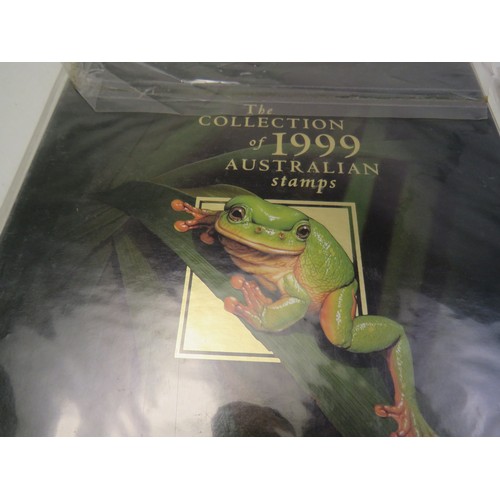 The
COLLECTION
of 1999
AUSTRALIAN
stamps